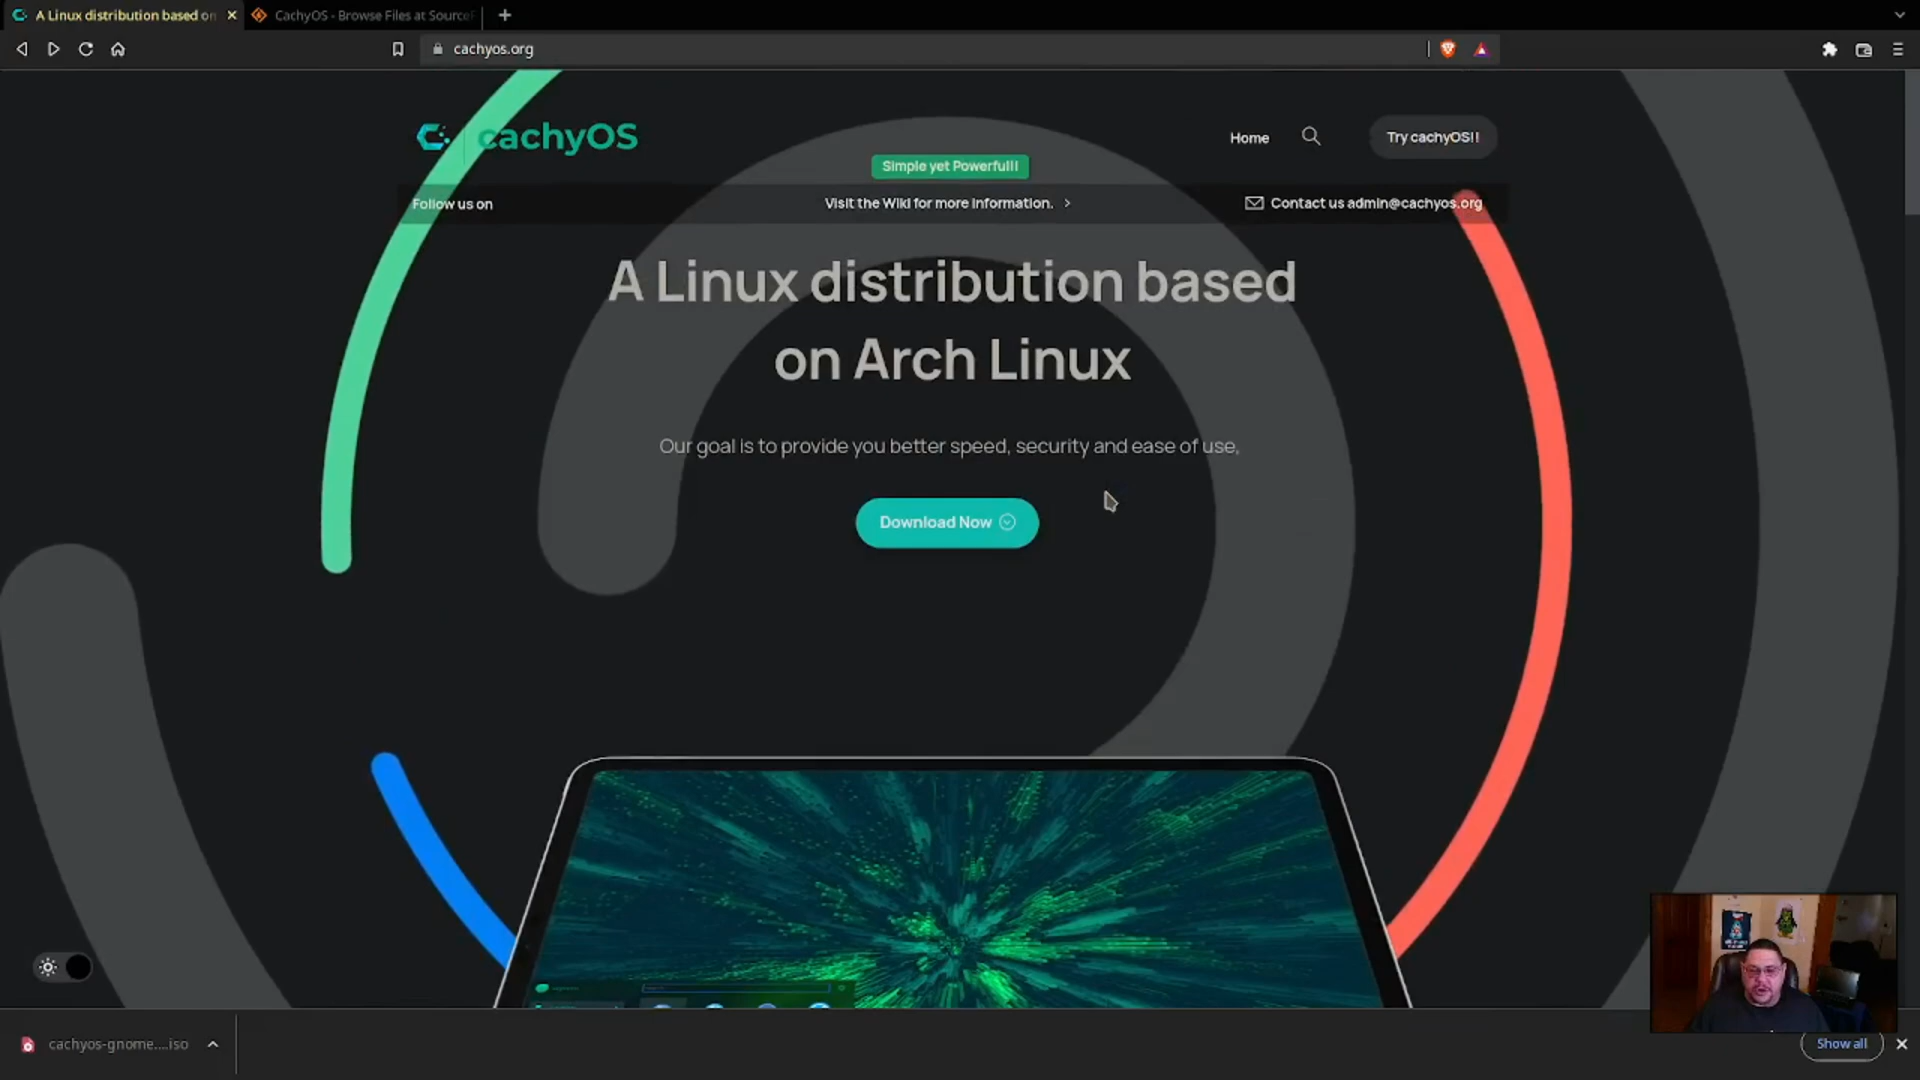 A Linux distribution based on
CachyOS - Browse Files at Source
cachyos.org
cachyOS
Home
Try cachyOS!!
Simple yet Powerful!!
Follow us on
Visit the Wiki for more information.
Contact us admin@cachyos.org
A Linux distribution based
on Arch Linux
Our goal is to provide you better speed, security and ease of use,
Download Now
cachyos-gnome....iso
Show all